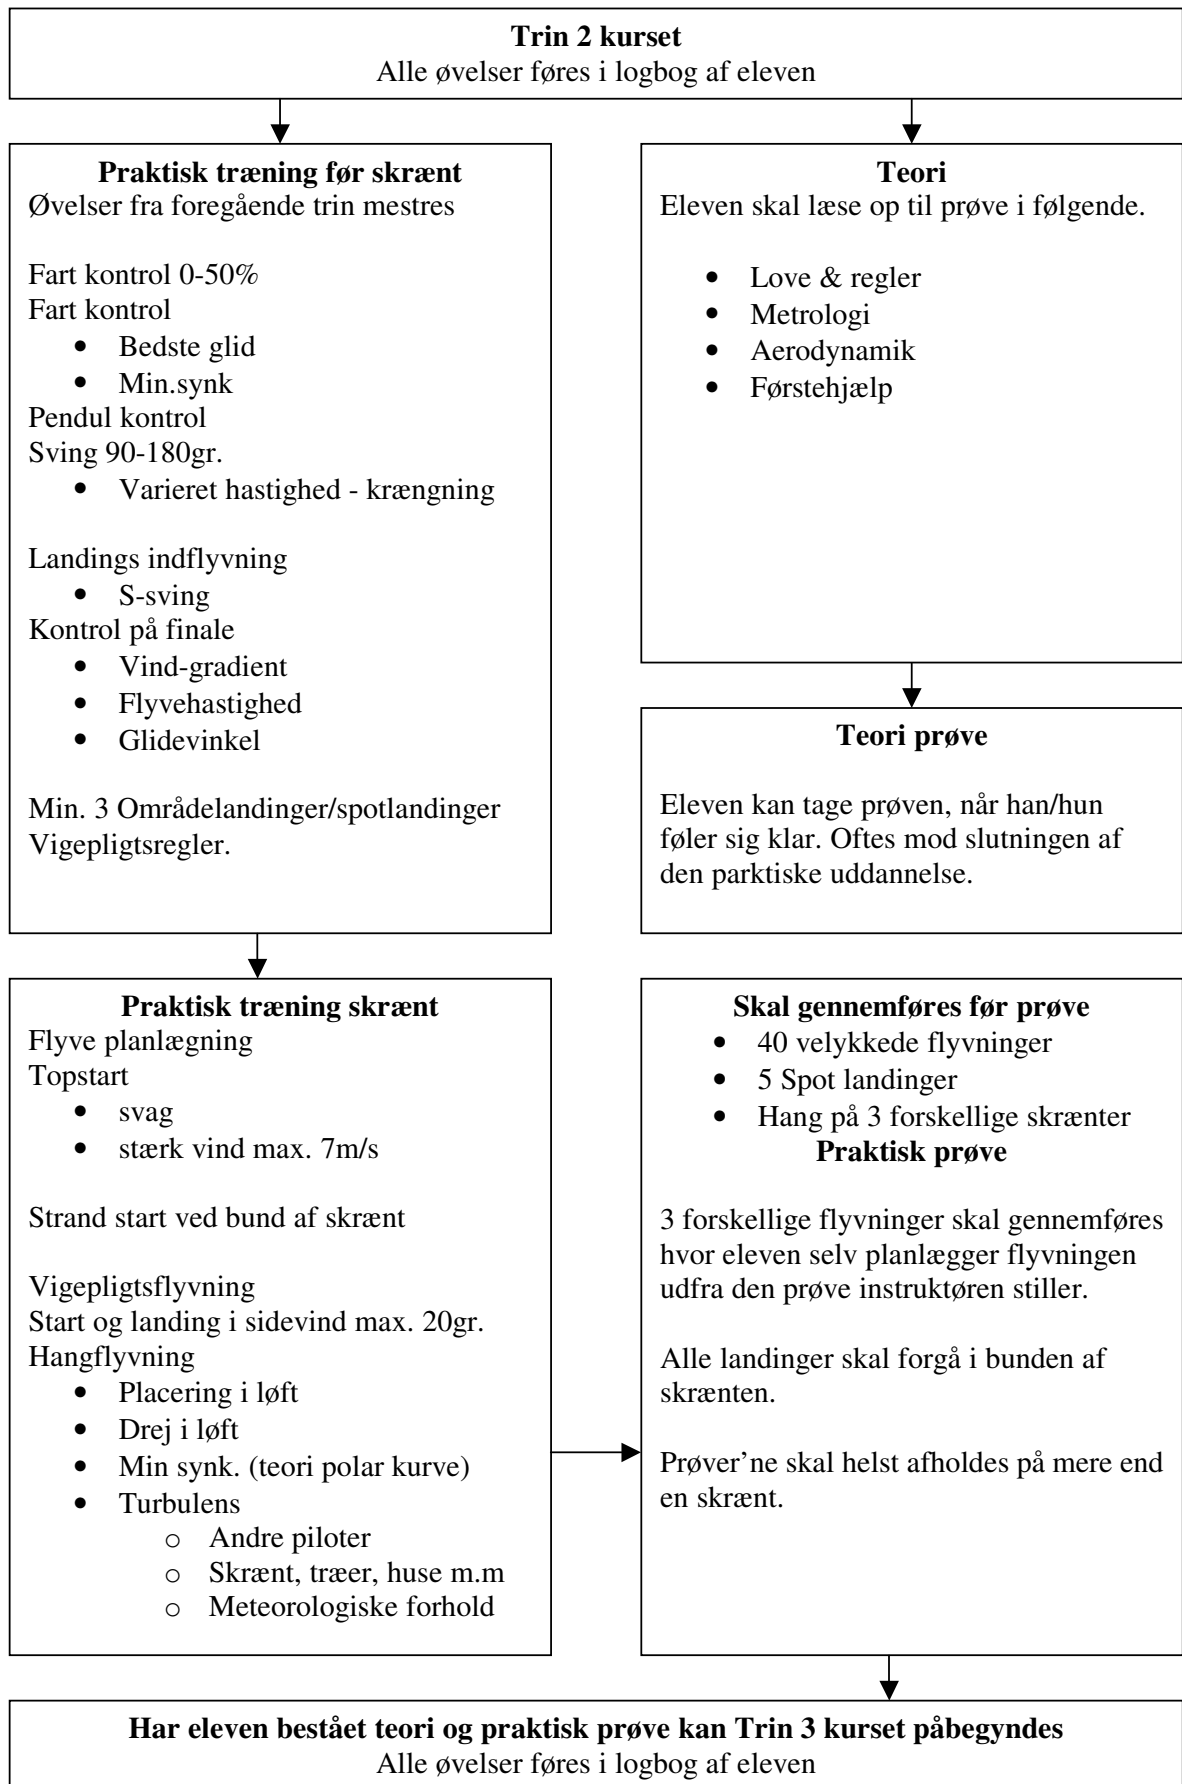 Trin 2 kurset
Alle øvelser føres i logbog af eleven
Praktisk træning før skrænt
Øvelser fra foregående trin mestres
Fart kontrol 0-50%
Fart kontrol
• Bedste glid
• Min.synk
Pendul kontrol
Sving 90-180gr.
• Varieret hastighed - krængning
Landings indflyvning
• S-sving
Kontrol på finale
• Vind-gradient
• Flyvehastighed
• Glidevinkel
Min. 3 Områdelandinger/spotlandinger
Vigepligtsregler.
Teori
Eleven skal læse op til prøve i følgende.
• Love & regler
• Metrologi
• Aerodynamik
• Førstehjælp
Teori prøve
Eleven kan tage prøven, når han/hun
føler sig klar. Oftes mod slutningen af
den parktiske uddannelse.
Praktisk træning skrænt
Flyve planlægning
Topstart
• svag
• stærk vind max. 7m/s
Strand start ved bund af skrænt
Vigepligtsflyvning
Start og landing i sidevind max. 20gr.
Hangflyvning
• Placering i løft
• Drej i løft
• Min synk. (teori polar kurve)
• Turbulens
o Andre piloter
o Skrænt, træer, huse m.m
o Meteorologiske forhold
Skal gennemføres før prøve
• 40 velykkede flyvninger
• 5 Spot landinger
• Hang på 3 forskellige skrænter
Praktisk prøve
3 forskellige flyvninger skal gennemføres
hvor eleven selv planlægger flyvningen
udfra den prøve instruktøren stiller.
Alle landinger skal forgå i bunden af
skrænten.
Prøver’ne skal helst afholdes på mere end
en skrænt.
Har eleven bestået teori og praktisk prøve kan Trin 3 kurset påbegyndes
Alle øvelser føres i logbog af eleven